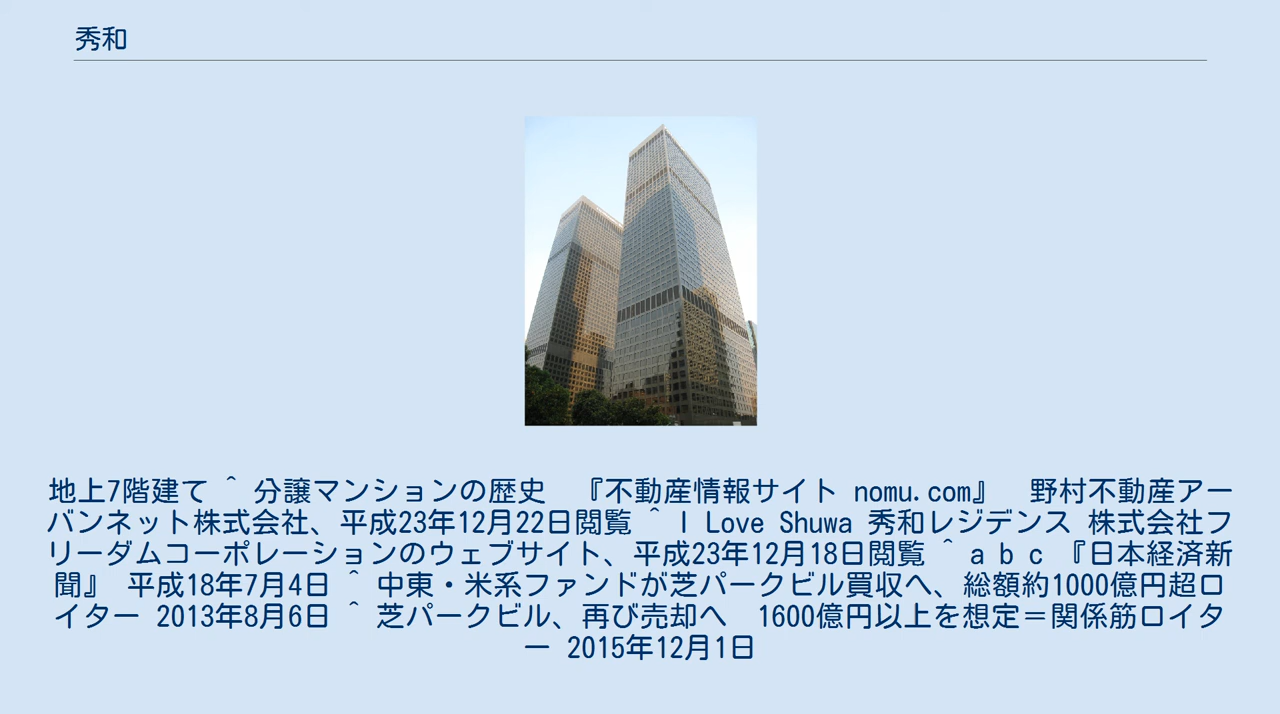 秀和
地上7階建て ^ 分譲マンションの歴史　『不動産情報サイト nomu.com』　野村不動産アー
バンネット株式会社、平成23年12月22日閲覧 ^ I Love Shuwa 秀和レジデンス 株式会社フ
リーダムコーポレーションのウェブサイト、平成23年12月18日閲覧 ^ a b c 『日本経済新
聞』 平成18年7月4日 ^ 中東・米系ファンドが芝パークビル買収へ、総額約1000億円超ロ
イター 2013年8月6日 ^ 芝パークビル、再び売却へ　1600億円以上を想定＝関係筋ロイタ
ー 2015年12月1日